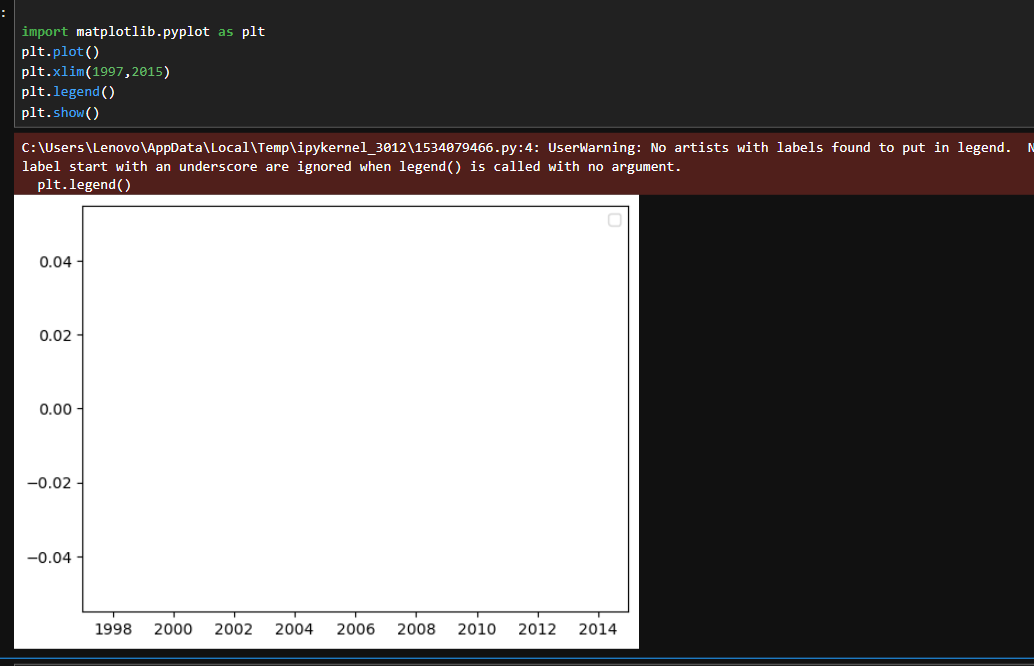 :
import matplotlib.pyplot as plt
plt.plot()
plt.xlim(1997,2015)
plt.legend()
plt.show()
C:\Users\Lenovo\AppData\Local\Temp\ipykernel_3012\1534079466.py:4: UserWarning: No artists with labels found to put in legend.
label start with an underscore are ignored when legend() is called with no argument.
plt.legend()
0.04
0.02
0.00
−0.02
−0.04
1998 2000 2002 2004 2006 2008 2010 2012 2014